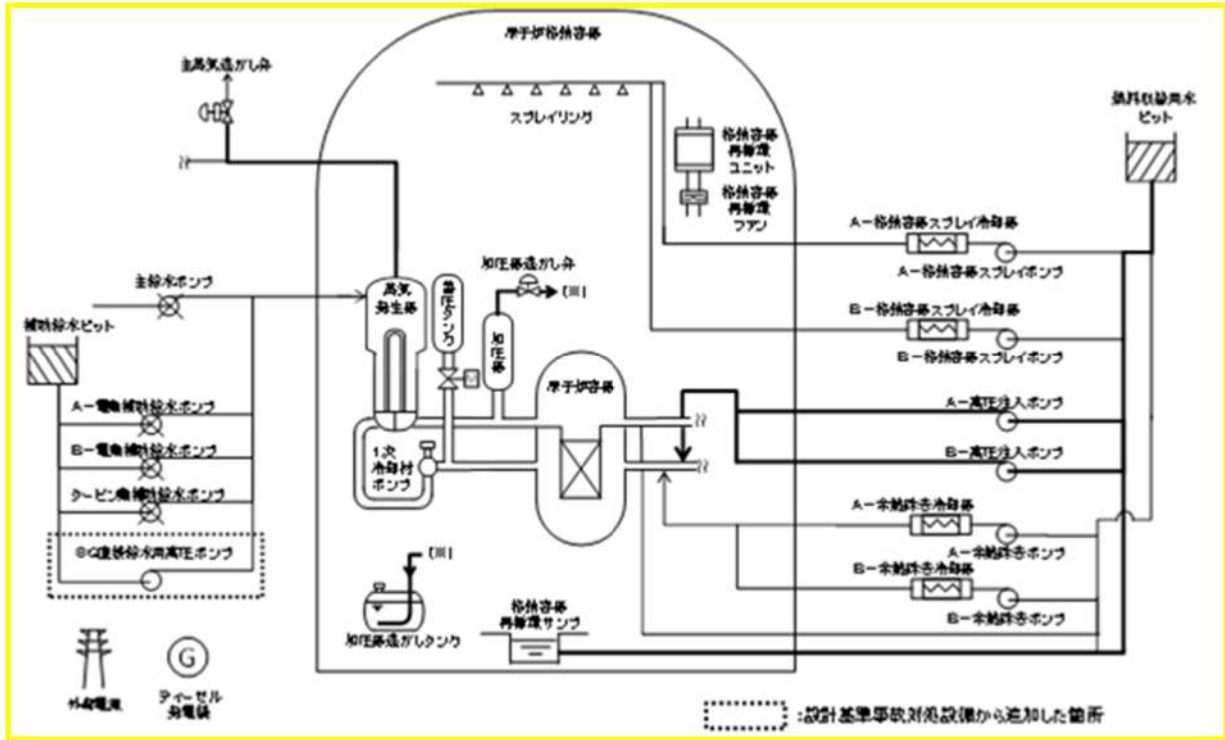 原子炉格納容器
主蒸気逃がし弁
スプレイリング
格納容器
再循環
ユニット
格納容器
再循環
ファン
燃料取替用水
ピット
A-格納容器スプレイ冷却器
A-格納容器スプレイポンプ
B-格納容器スプレイ冷却器
B-格納容器スプレイポンプ
主給水ポンプ
補助給水ピット
蒸気
発生器
蓄圧タンク
加圧器逃がし弁
(※)
加圧器
原子炉容器
A-電動補助給水ポンプ
B-電動補助給水ポンプ
タービン動補助給水ポンプ
SG直接給水用高圧ポンプ
1次
冷却材
ポンプ
A-高圧注入ポンプ
B-高圧注入ポンプ
A-余熱除去冷却器
A-余熱除去ポンプ
B-余熱除去冷却器
B-余熱除去ポンプ
(※)
加圧器逃がしタンク
格納容器
再循環サンプ
外部電源
G
ディーゼル
発電機
:設計基準事故対処設備から追加した箇所